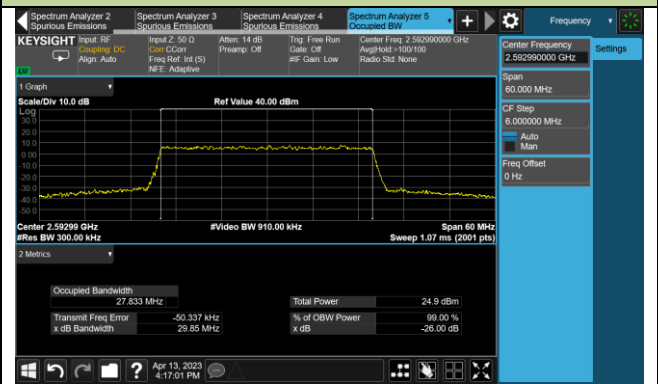 Spectrum Analyzer 2
Spurious Emissions
Spectrum Analyzer 3
Spurious Emissions
Spectrum Analyzer 4
Spurious Emissions
Spectrum Analyzer 5
Occupied BW
Frequency
KEYSIGHT
Input: RF
Coupling: DC
Align: Auto
Input Z: 50 Ω
Corr CCorr
Freq Ref: Int (S)
NFE: Adaptive
Atten: 14 dB
Preamp: Off
Trig: Free Run
Gate: Off
#IF Gain: Low
Center Freq: 2.592990000 GHz
Avg|Hold:>100/100
Radio Std: None
Center Frequency
2.592990000 GHz
Settings
Span
60.000 MHz
CF Step
6.000000 MHz
Auto
Man
Freq Offset
0 Hz
1 Graph
Scale/Div 10.0 dB
Ref Value 40.00 dBm
Log
30.0
20.0
10.0
0.00
-10.0
-20.0
-30.0
-40.0
-50.0
Center 2.59299 GHz
#Video BW 910.00 kHz
Span 60 MHz
#Res BW 300.00 kHz
Sweep 1.07 ms (2001 pts)
2 Metrics
Occupied Bandwidth
27.833 MHz
Total Power
24.9 dBm
Transmit Freq Error
-50.337 kHz
% of OBW Power
99.00 %
x dB Bandwidth
29.85 MHz
x dB
-26.00 dB
Apr 13, 2023
4:17:01 PM